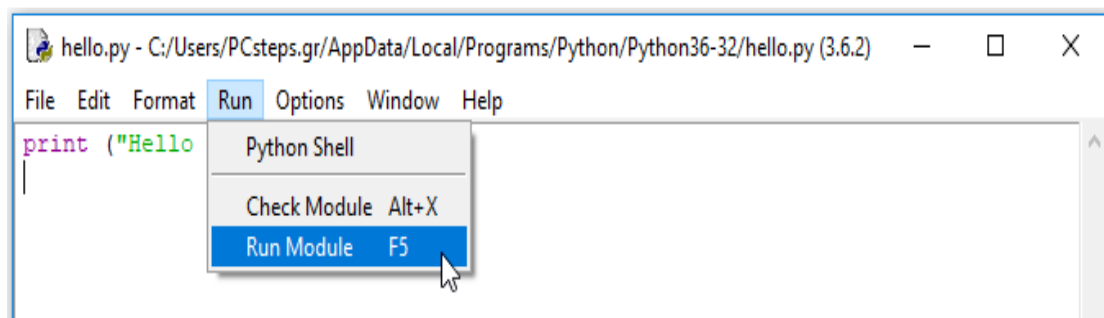 hello.py - C:/Users/PCsteps.gr/AppData/Local/Programs/Python/Python36-32/hello.py (3.6.2)
File Edit Format Run Options Window Help
print ("Hello
Python Shell
Check Module Alt+X
Run Module F5